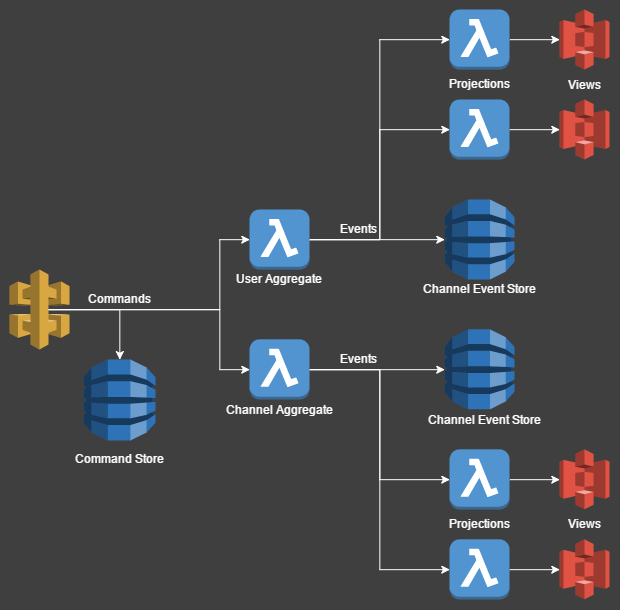 Projections
Views
Events
User Aggregate
Channel Event Store
Commands
Events
Channel Aggregate
Channel Event Store
Command Store
Projections
Views